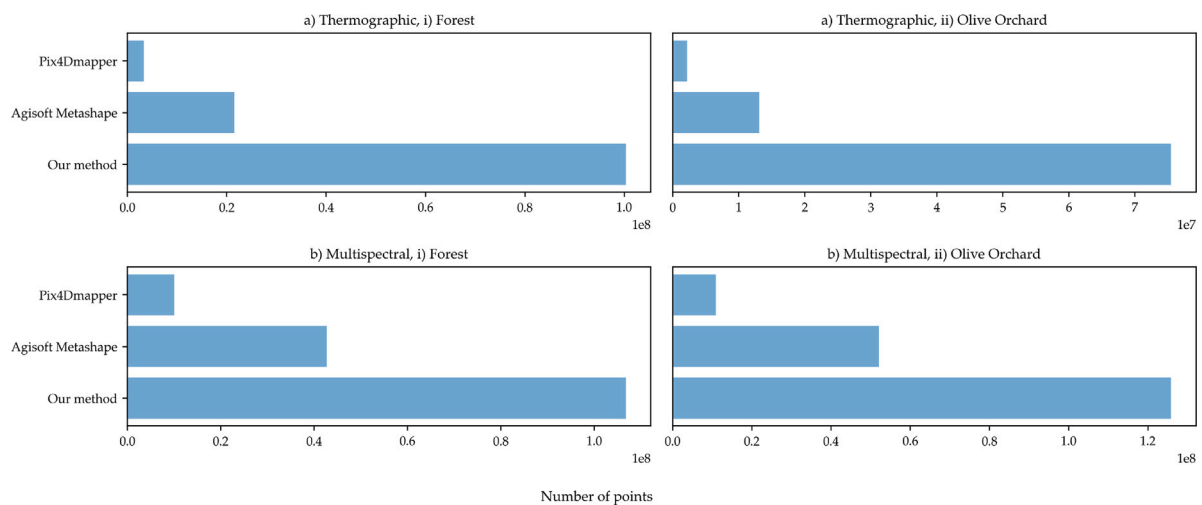 a) Thermographic, i) Forest
Pix4Dmapper
Agisoft Metashape
Our method
0.0 0.2 0.4 0.6 0.8 1.0
1e8
a) Thermographic, ii) Olive Orchard
0 1 2 3 4 5 6 7
1e7
b) Multispectral, i) Forest
Pix4Dmapper
Agisoft Metashape
Our method
0.0 0.2 0.4 0.6 0.8 1.0
1e8
b) Multispectral, ii) Olive Orchard
0.0 0.2 0.4 0.6 0.8 1.0 1.2
1e8
Number of points